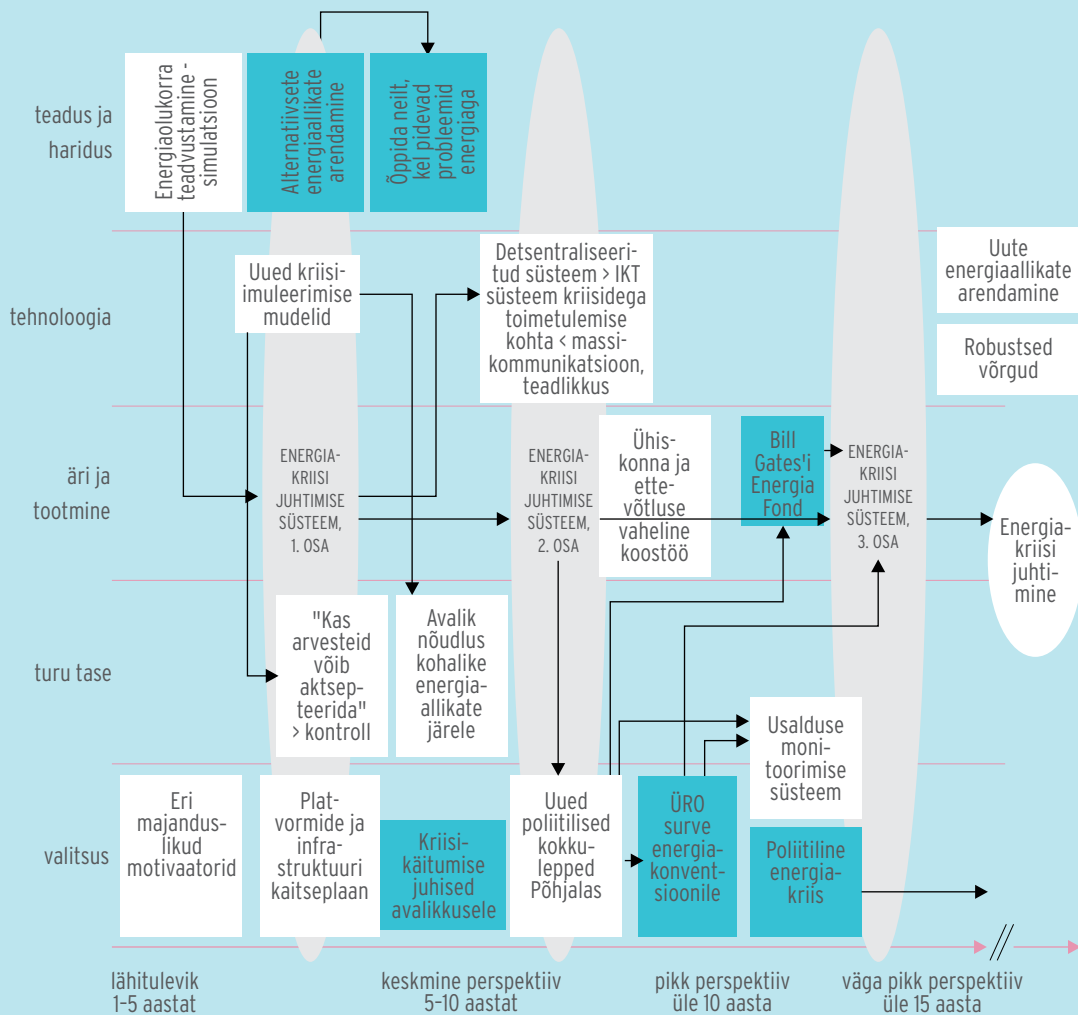 teadus ja
haridus
Energiaolukorra
teadvustamine -
simulatsioon
Alternatiivsete
energiaallikate
arendamine
Õppida neilt,
kel pidevad
probleemid
energiaga
tehnoloogia
Uued kriisi-
imuleerimise
mudelid
Detsentraliseeri-
tud süsteem > IKT
süsteem kriisidega
toimetulemise
kohta < massi-
kommunikatsioon,
teadlikkus
Uute
energiaallikate
arendamine
Robustsed
võrgud
äri ja
tootmine
ENERGIA-
KRIISI
JUHTIMISE
SÜSTEEM,
1. OSA
ENERGIA-
KRIISI
JUHTIMISE
SÜSTEEM,
2. OSA
Ühis-
konna ja
ette-
võtluse
vaheline
koostöö
Bill
Gates'i
Energia
Fond
ENERGIA-
KRIISI
JUHTIMISE
SÜSTEEM,
3. OSA
Energia-
kriisi
juhti-
mine
turu tase
"Kas
arvesteid
võib
aktsep-
teerida"
> kontroll
Avalik
nõudlus
kohalike
energia-
allikate
järele
Usalduse
moni-
toorimise
süsteem
valitsus
Eri
majandus-
likud
motivaatorid
Plat-
vormide ja
infra-
struktuuri
kaitseplaan
Kriisi-
käitumise
juhised
avalikkusele
Uued
poliitilised
kokku-
lepped
Põhjalas
ÜRO
surve
energia-
konvent-
sioonile
Poliitiline
energia-
kriis
lähitulevik
1–5 aastat
keskmine perspektiiv
5–10 aastat
pikk perspektiiv
üle 10 aasta
väga pikk perspektiiv
üle 15 aasta